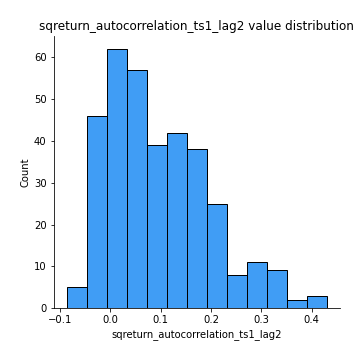 sqreturn_autocorrelation_ts1_lag2 value distribution
60
50
40
30
20
10
0
Count
−0.1 0.0 0.1 0.2 0.3 0.4
sqreturn_autocorrelation_ts1_lag2